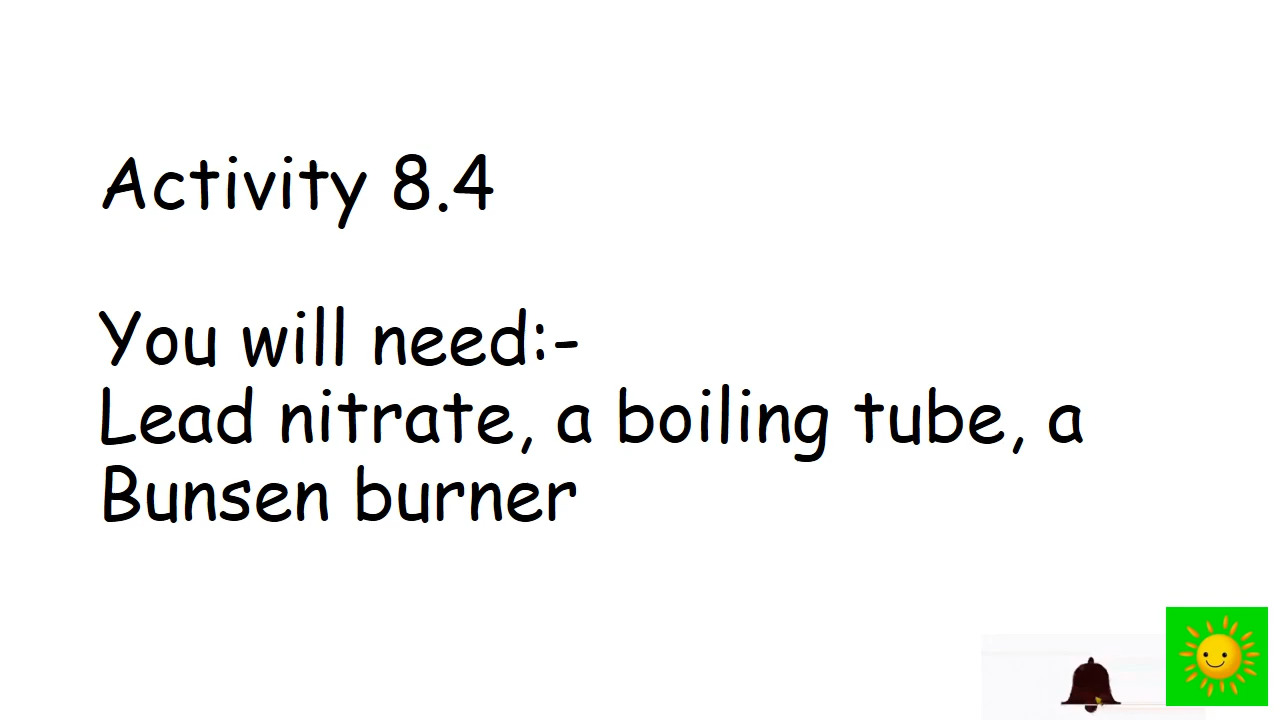 Activity 8.4
You will need:-
Lead nitrate, a boiling tube, a
Bunsen burner